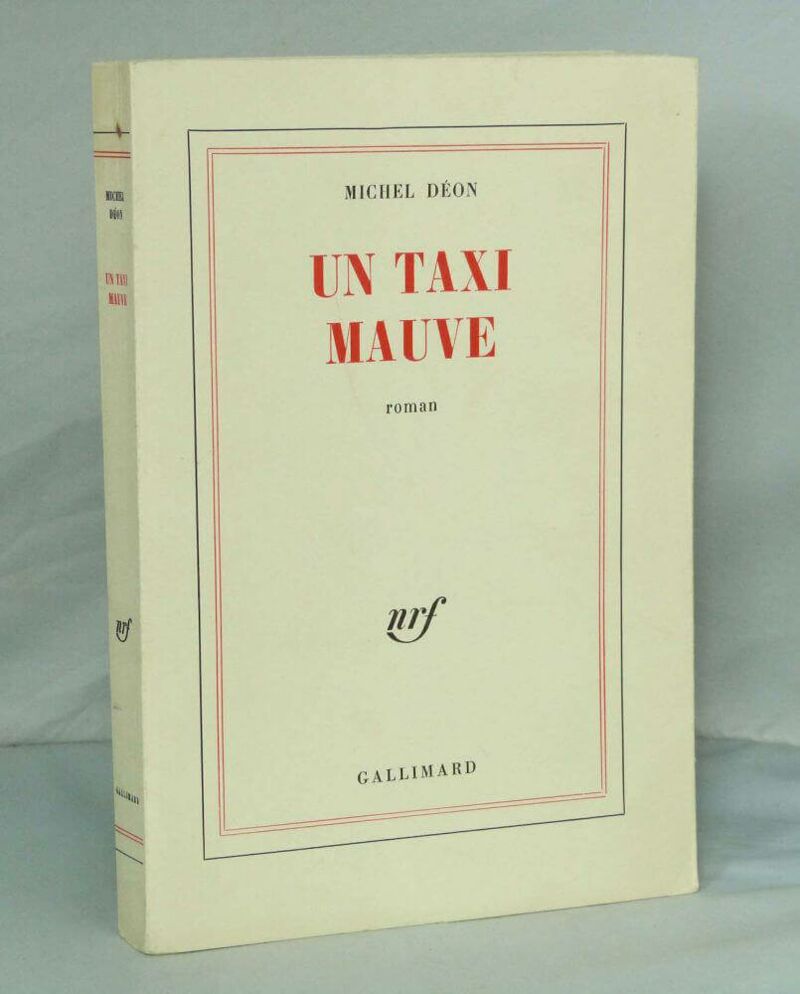 MICHEL
DÉON
UN TAXI
MAUVE
nrf
GALLIMARD
MICHEL DÉON
UN TAXI
MAUVE
roman
nrf
GALLIMARD